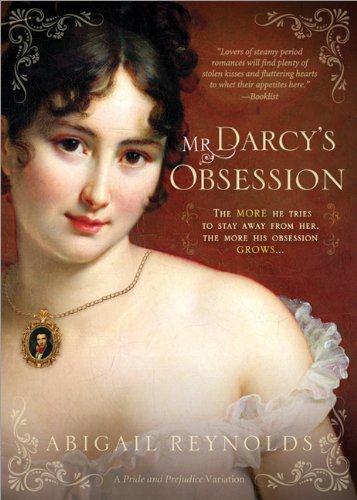 "Lovers of steamy period
romances will find plenty of
stolen kisses and fluttering hearts
to whet their appetites here."
—Booklist
MR DARCY'S
OBSESSION
THE MORE HE TRIES
TO STAY AWAY FROM HER,
THE MORE HIS OBSESSION
GROWS...
ABIGAIL REYNOLDS
A Pride and Prejudice Variation